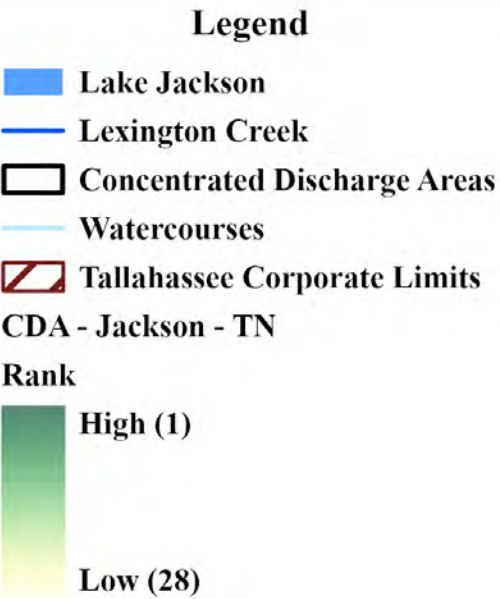 Legend
Lake Jackson
Lexington Creek
Concentrated Discharge Areas
Watercourses
Tallahassee Corporate Limits
CDA - Jackson - TN
Rank
High (1)
Low (28)